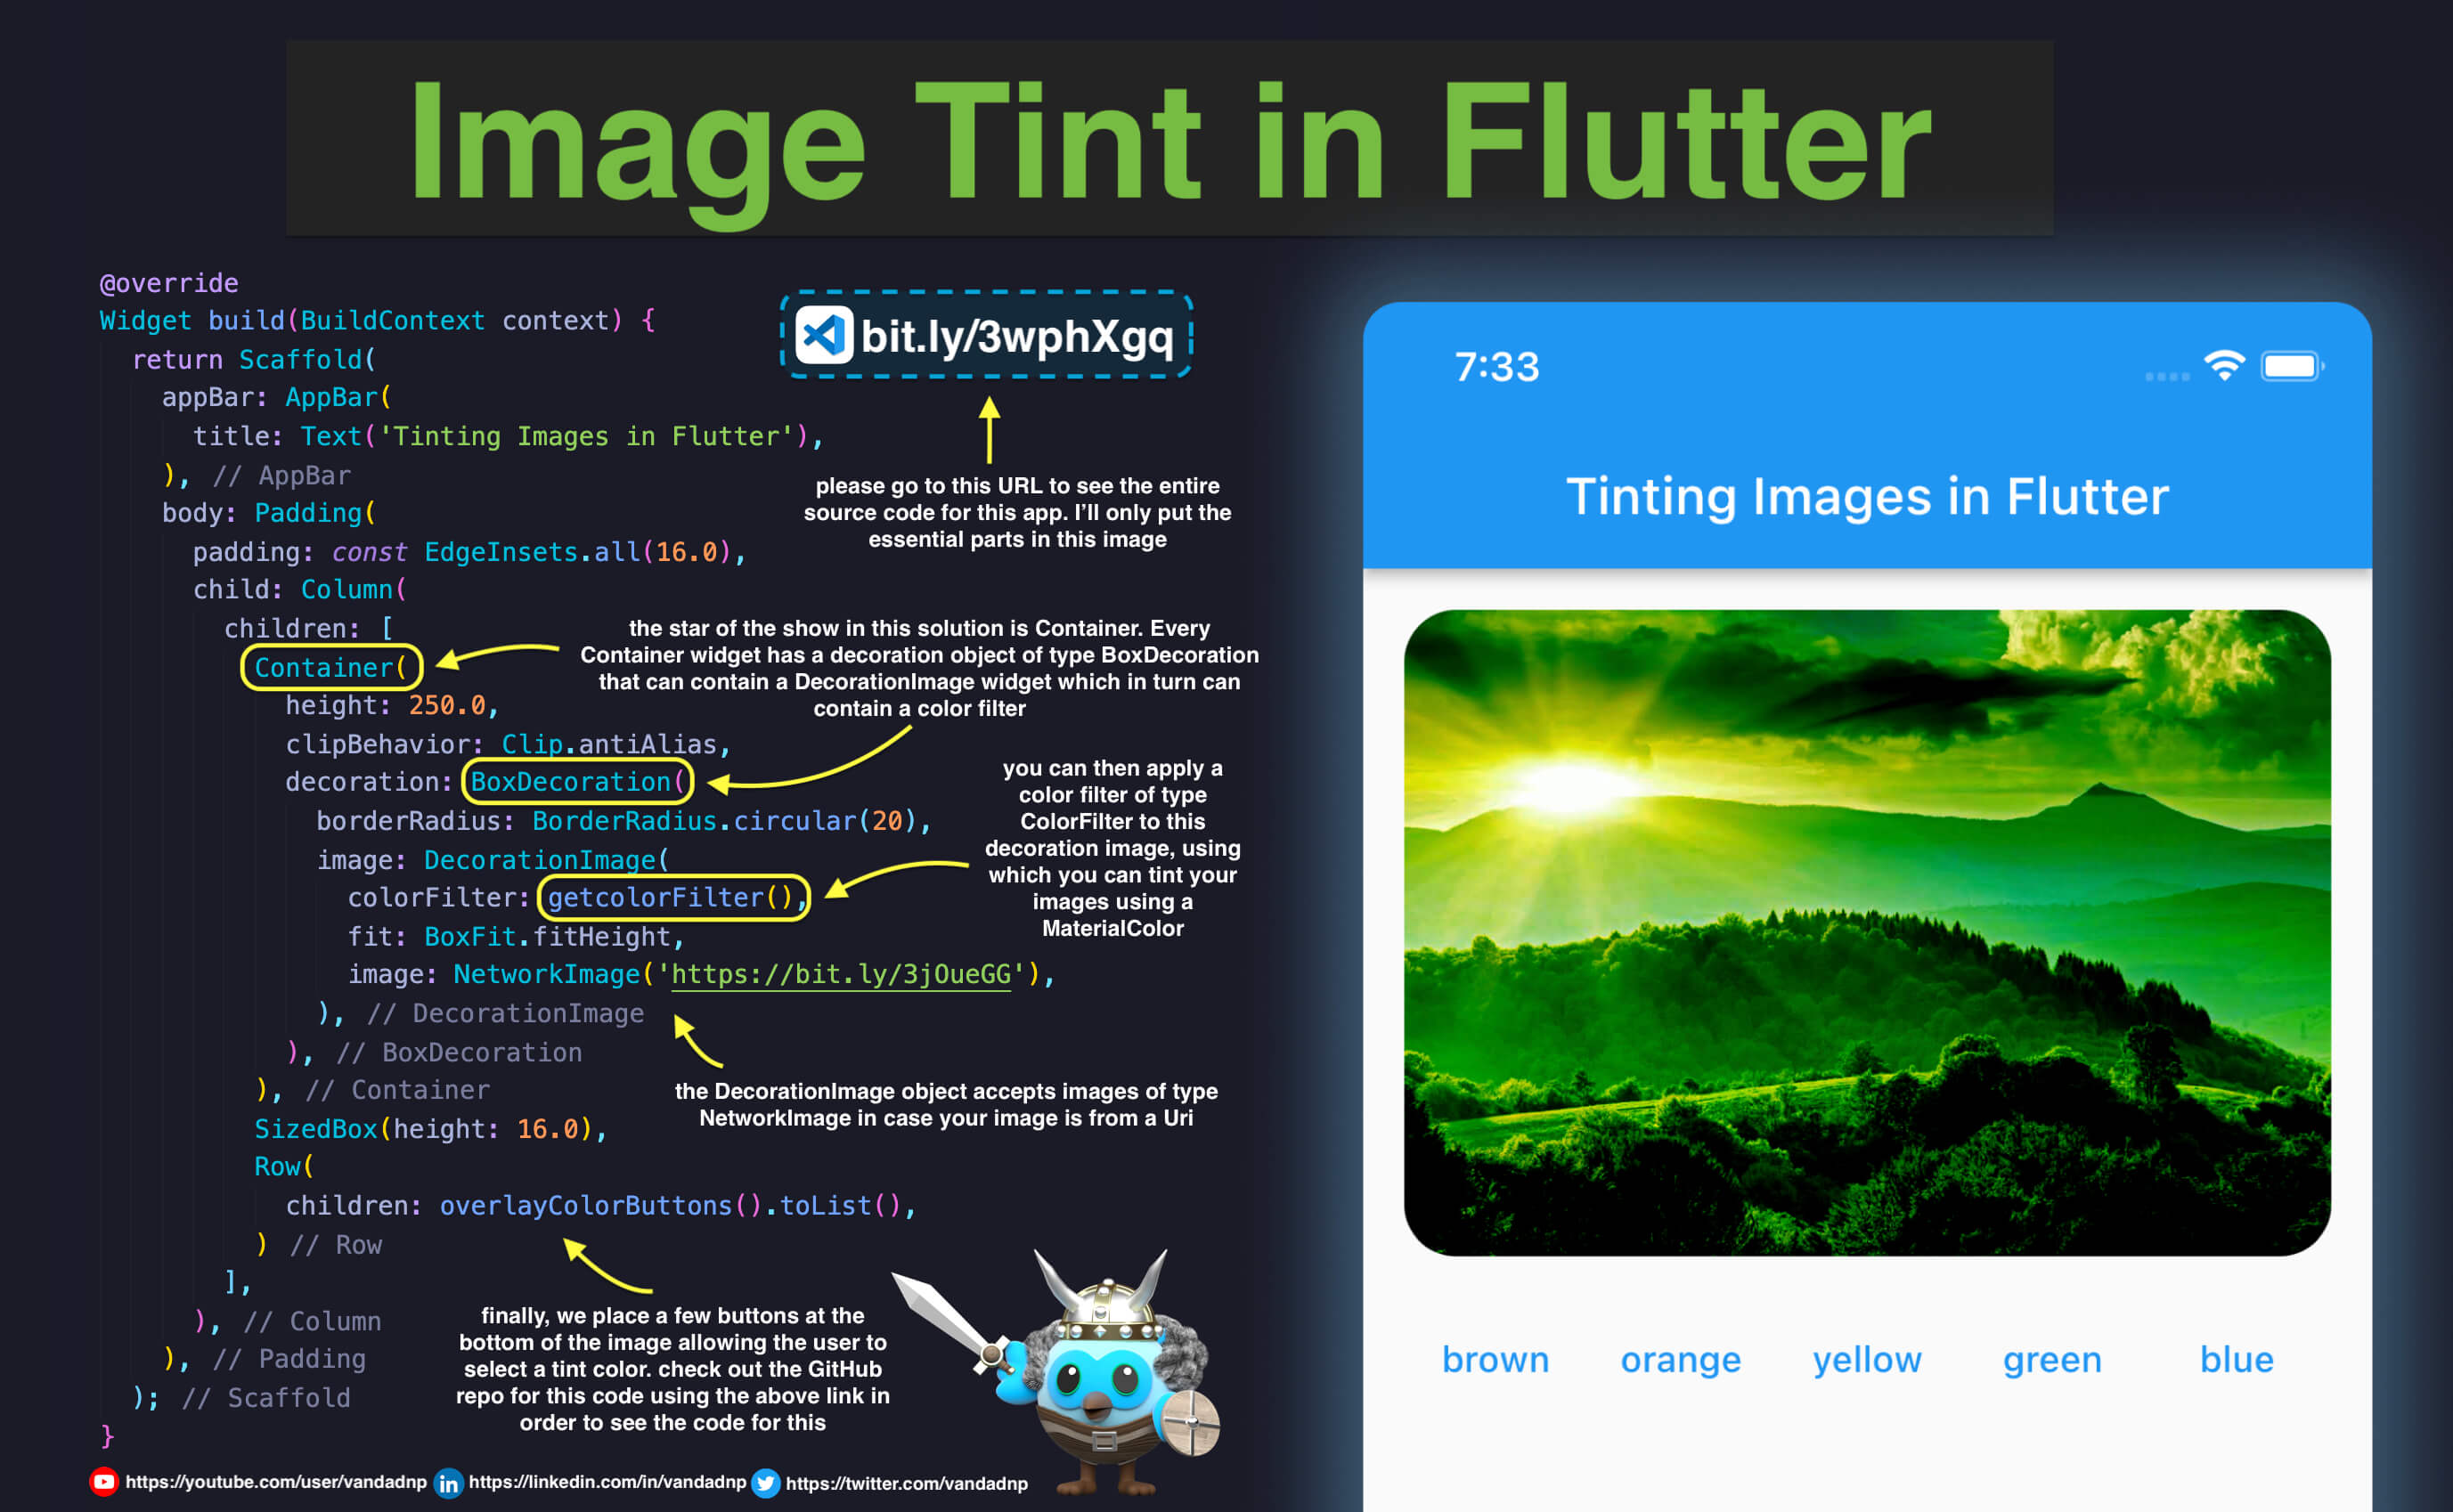 Image Tint in Flutter
@override
Widget build(BuildContext context) {
return Scaffold(
appBar: AppBar(
title: Text('Tinting Images in Flutter'),
), // AppBar
body: Padding(
padding: const EdgeInsets.all(16.0),
child: Column(
children: [
Container(
height: 250.0,
clipBehavior: Clip.antiAlias,
decoration: BoxDecoration(
borderRadius: BorderRadius.circular(20),
image: DecorationImage(
colorFilter: getcolorFilter(),
fit: BoxFit.fitHeight,
image: NetworkImage('https://bit.ly/3jOueGG'),
), // DecorationImage
), // BoxDecoration
), // Container
SizedBox(height: 16.0),
Row(
children: overlayColorButtons().toList(),
) // Row
],
), // Column
), // Padding
); // Scaffold
}
bit.ly/3wphXgq
please go to this URL to see the entire
source code for this app. I’ll only put the
essential parts in this image
the star of the show in this solution is Container. Every
Container widget has a decoration object of type BoxDecoration
that can contain a DecorationImage widget which in turn can
contain a color filter
you can then apply a
color filter of type
ColorFilter to this
decoration image, using
which you can tint your
images using a
MaterialColor
the DecorationImage object accepts images of type
NetworkImage in case your image is from a Uri
finally, we place a few buttons at the
bottom of the image allowing the user to
select a tint color. check out the GitHub
repo for this code using the above link in
order to see the code for this
https://youtube.com/user/vandadnp https://linkedin.com/in/vandadnp https://twitter.com/vandadnp
7:33
Tinting Images in Flutter
brown orange yellow green blue